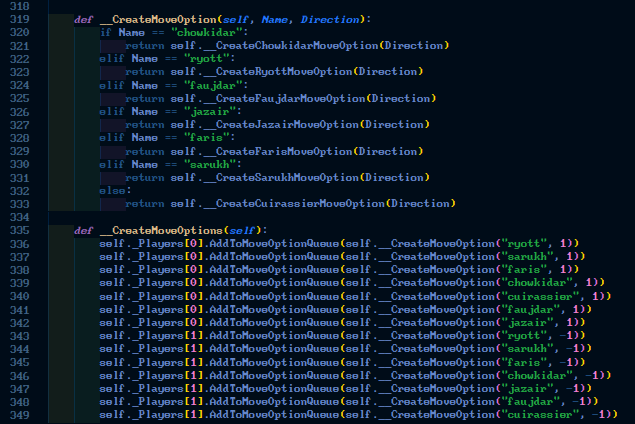 318
319 def __CreateMoveOption(self, Name, Direction):
320 if Name == "chowkidar":
321 return self.__CreateChowkidarMoveOption(Direction)
322 elif Name == "ryott":
323 return self.__CreateRyottMoveOption(Direction)
324 elif Name == "faujdar":
325 return self.__CreateFaujdarMoveOption(Direction)
326 elif Name == "jazair":
327 return self.__CreateJazairMoveOption(Direction)
328 elif Name == "faris":
329 return self.__CreateFarisMoveOption(Direction)
330 elif Name == "sarukh":
331 return self.__CreateSarukhMoveOption(Direction)
332 else:
333 return self.__CreateCuirassierMoveOption(Direction)
334
335 def __CreateMoveOptions(self):
336 self._Players[0].AddToMoveOptionQueue(self.__CreateMoveOption("ryott", 1))
337 self._Players[0].AddToMoveOptionQueue(self.__CreateMoveOption("sarukh", 1))
338 self._Players[0].AddToMoveOptionQueue(self.__CreateMoveOption("faris", 1))
339 self._Players[0].AddToMoveOptionQueue(self.__CreateMoveOption("chowkidar", 1))
340 self._Players[0].AddToMoveOptionQueue(self.__CreateMoveOption("cuirassier", 1))
341 self._Players[0].AddToMoveOptionQueue(self.__CreateMoveOption("faujdar", 1))
342 self._Players[0].AddToMoveOptionQueue(self.__CreateMoveOption("jazair", 1))
343 self._Players[1].AddToMoveOptionQueue(self.__CreateMoveOption("ryott", -1))
344 self._Players[1].AddToMoveOptionQueue(self.__CreateMoveOption("sarukh", -1))
345 self._Players[1].AddToMoveOptionQueue(self.__CreateMoveOption("faris", -1))
346 self._Players[1].AddToMoveOptionQueue(self.__CreateMoveOption("chowkidar", -1))
347 self._Players[1].AddToMoveOptionQueue(self.__CreateMoveOption("jazair", -1))
348 self._Players[1].AddToMoveOptionQueue(self.__CreateMoveOption("faujdar", -1))
349 self._Players[1].AddToMoveOptionQueue(self.__CreateMoveOption("cuirassier", -1))